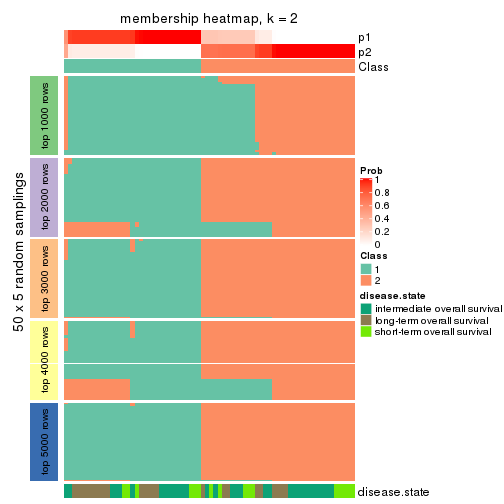 membership heatmap, k = 2
p1
p2
Class
50 x 5 random samplings
top 1000 rows
top 2000 rows
top 3000 rows
top 4000 rows
top 5000 rows
Prob
1
0.8
0.6
0.4
0.2
0
Class
1
2
disease.state
intermediate overall survival
long-term overall survival
short-term overall survival
disease.state